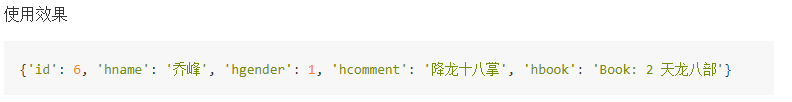 使用效果
{'id': 6, 'hname': '乔峰', 'hgender': 1, 'hcomment': '降龙十八掌', 'hbook': 'Book: 2 天龙八部'}